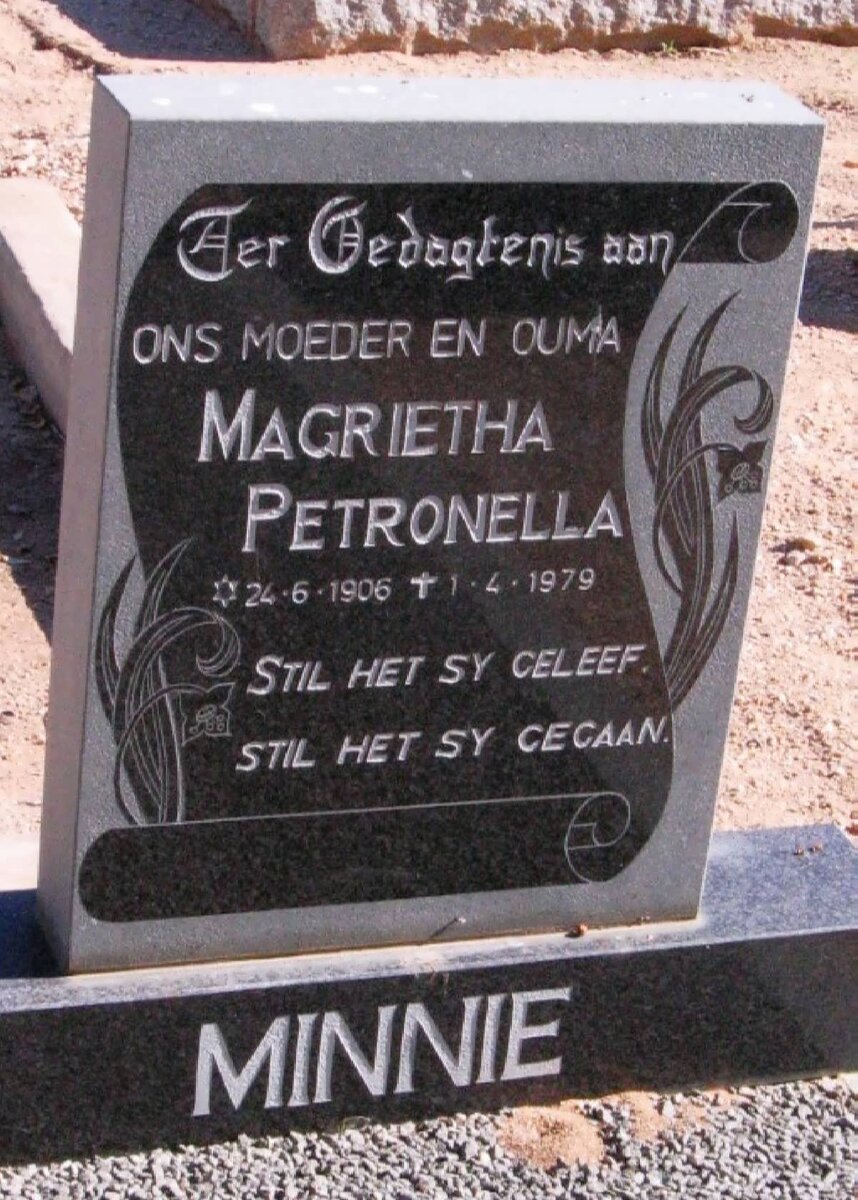 Ter Gedagtenis aan
ONS MOEDER EN OUMA
MAGRIETHA
PETRONELLA
✡ 24·6·1906 ✝ 1·4·1979
STIL HET SY GELEEF.
STIL HET SY GEGAAN.
MINNIE